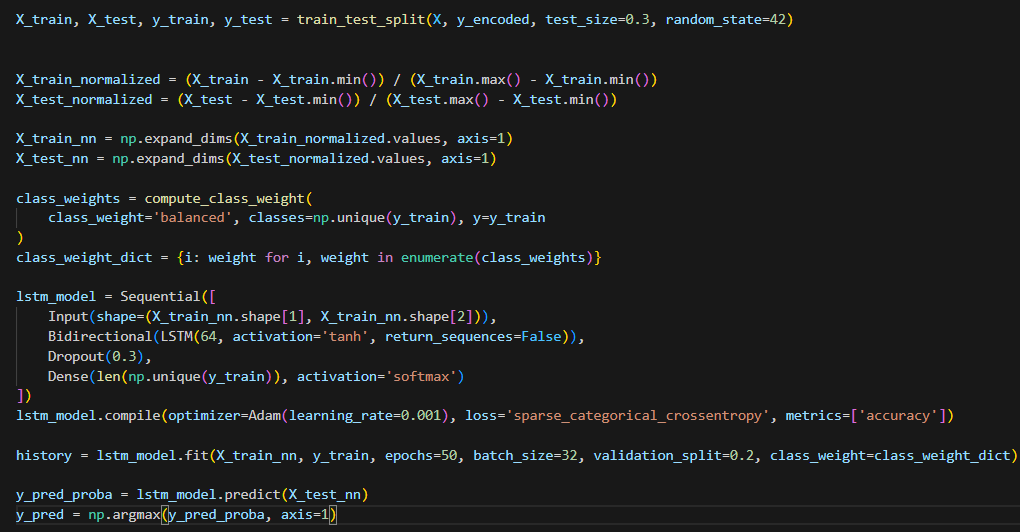 X_train, X_test, y_train, y_test = train_test_split(X, y_encoded, test_size=0.3, random_state=42)
X_train_normalized = (X_train - X_train.min()) / (X_train.max() - X_train.min())
X_test_normalized = (X_test - X_test.min()) / (X_test.max() - X_test.min())
X_train_nn = np.expand_dims(X_train_normalized.values, axis=1)
X_test_nn = np.expand_dims(X_test_normalized.values, axis=1)
class_weights = compute_class_weight(
    class_weight='balanced', classes=np.unique(y_train), y=y_train
)
class_weight_dict = {i: weight for i, weight in enumerate(class_weights)}
lstm_model = Sequential([
    Input(shape=(X_train_nn.shape[1], X_train_nn.shape[2])),
    Bidirectional(LSTM(64, activation='tanh', return_sequences=False)),
    Dropout(0.3),
    Dense(len(np.unique(y_train)), activation='softmax')
])
lstm_model.compile(optimizer=Adam(learning_rate=0.001), loss='sparse_categorical_crossentropy', metrics=['accuracy'])
history = lstm_model.fit(X_train_nn, y_train, epochs=50, batch_size=32, validation_split=0.2, class_weight=class_weight_dict)
y_pred_proba = lstm_model.predict(X_test_nn)
y_pred = np.argmax(y_pred_proba, axis=1)